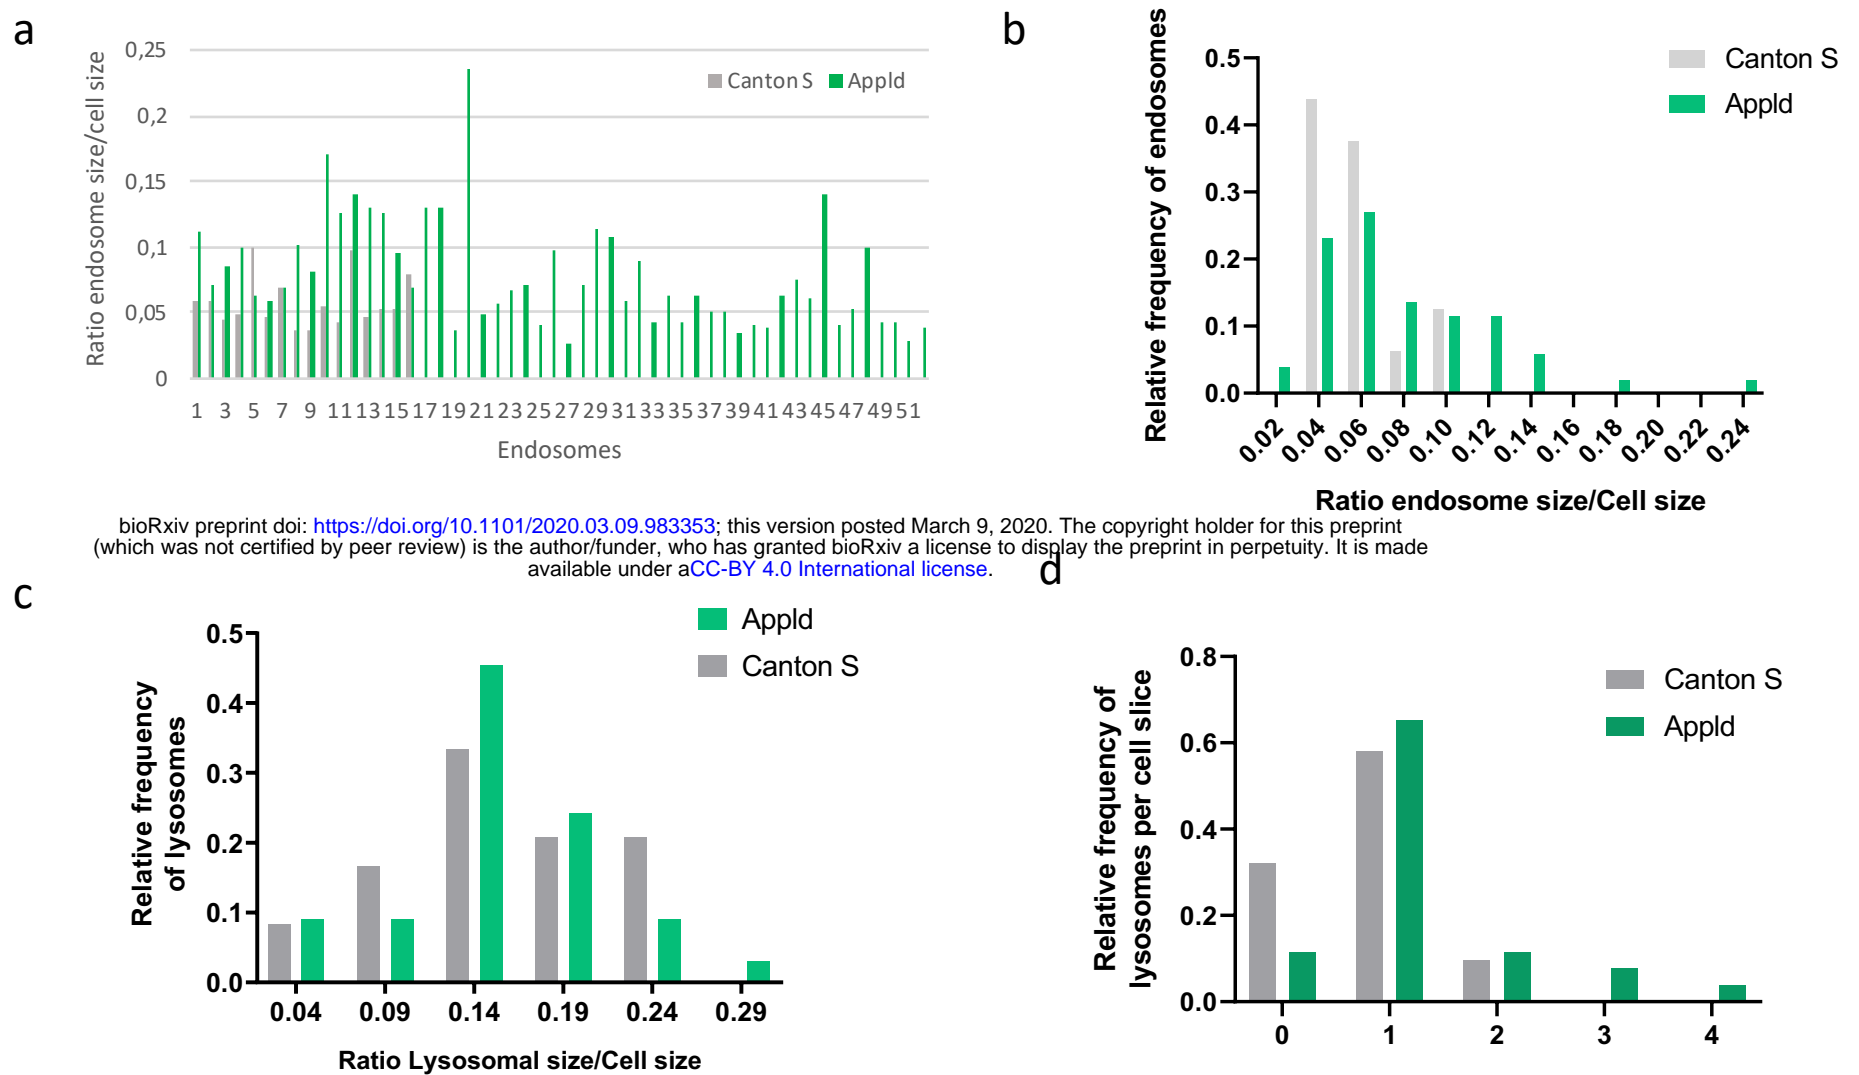 a
Ratio endosome size/cell size
0,25
0,2
0,15
0,1
0,05
0
Canton S Appld
1 3 5 7 9 11 13 15 17 19 21 23 25 27 29 31 33 35 37 39 41 43 45 47 49 51
Endosomes
b
Relative frequency of endosomes
0.5
0.4
0.3
0.2
0.1
0.0
Canton S
Appld
0.02 0.04 0.06 0.08 0.10 0.12 0.14 0.16 0.18 0.20 0.22 0.24
Ratio endosome size/Cell size
bioRxiv preprint doi: https://doi.org/10.1101/2020.03.09.983353; this version posted March 9, 2020. The copyright holder for this preprint
(which was not certified by peer review) is the author/funder, who has granted bioRxiv a license to display the preprint in perpetuity. It is made
available under aCC-BY 4.0 International license.
c
Relative frequency
of lysosomes
0.5
0.4
0.3
0.2
0.1
0.0
Appld
Canton S
0.04 0.09 0.14 0.19 0.24 0.29
Ratio Lysosomal size/Cell size
d
Relative frequency of
lysosomes per cell slice
0.8
0.6
0.4
0.2
0.0
Canton S
Appld
0 1 2 3 4